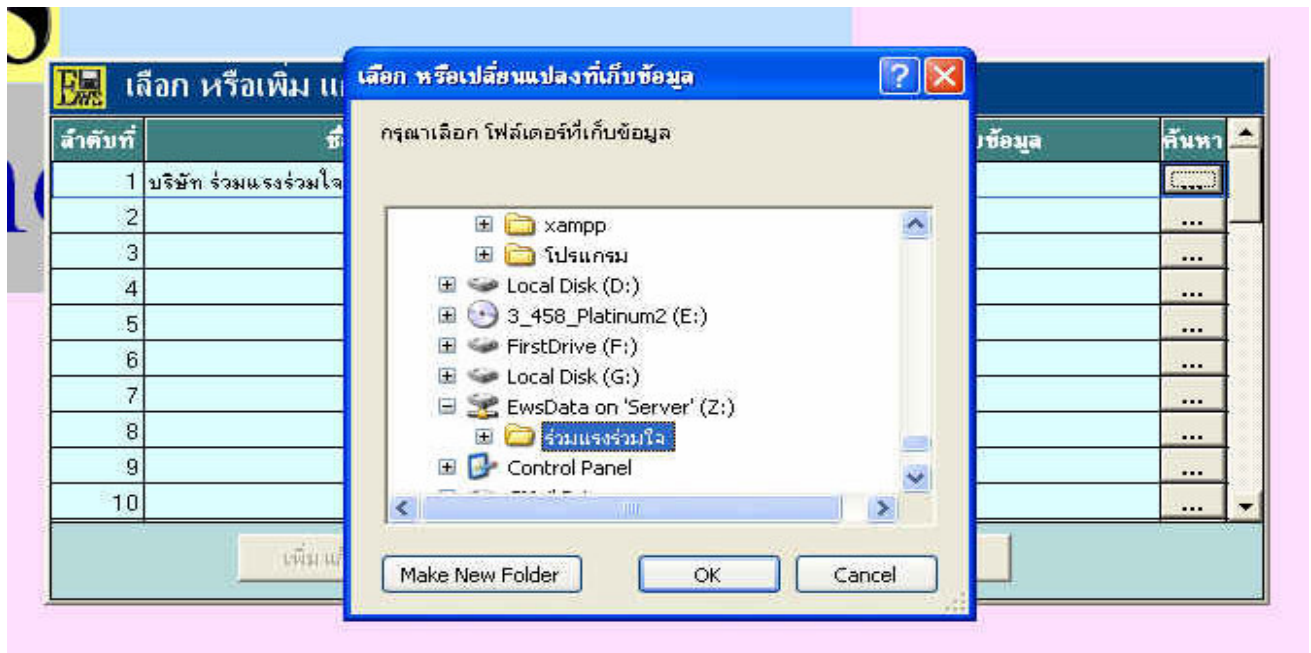 Ews เลือก หรือเพิ่ม
เลือก หรือเปลี่ยนแปลงที่เก็บข้อมูล
กรุณาเลือก โฟล์เดอร์ที่เก็บข้อมูล
ลำดับที่ ข้อมูล ค้นหา
1 บริษัท ร่วมแรงร่วมใจ ...
2 ...
3 ...
4 ...
5 ...
6 ...
7 ...
8 ...
9 ...
10 ...
xampp
โปรแกรม
Local Disk (D:)
3_458_Platinum2 (E:)
FirstDrive (F:)
Local Disk (G:)
EwsData on 'Server' (Z:)
ร่วมแรงร่วมใจ
Control Panel
เพิ่ม
Make New Folder OK Cancel